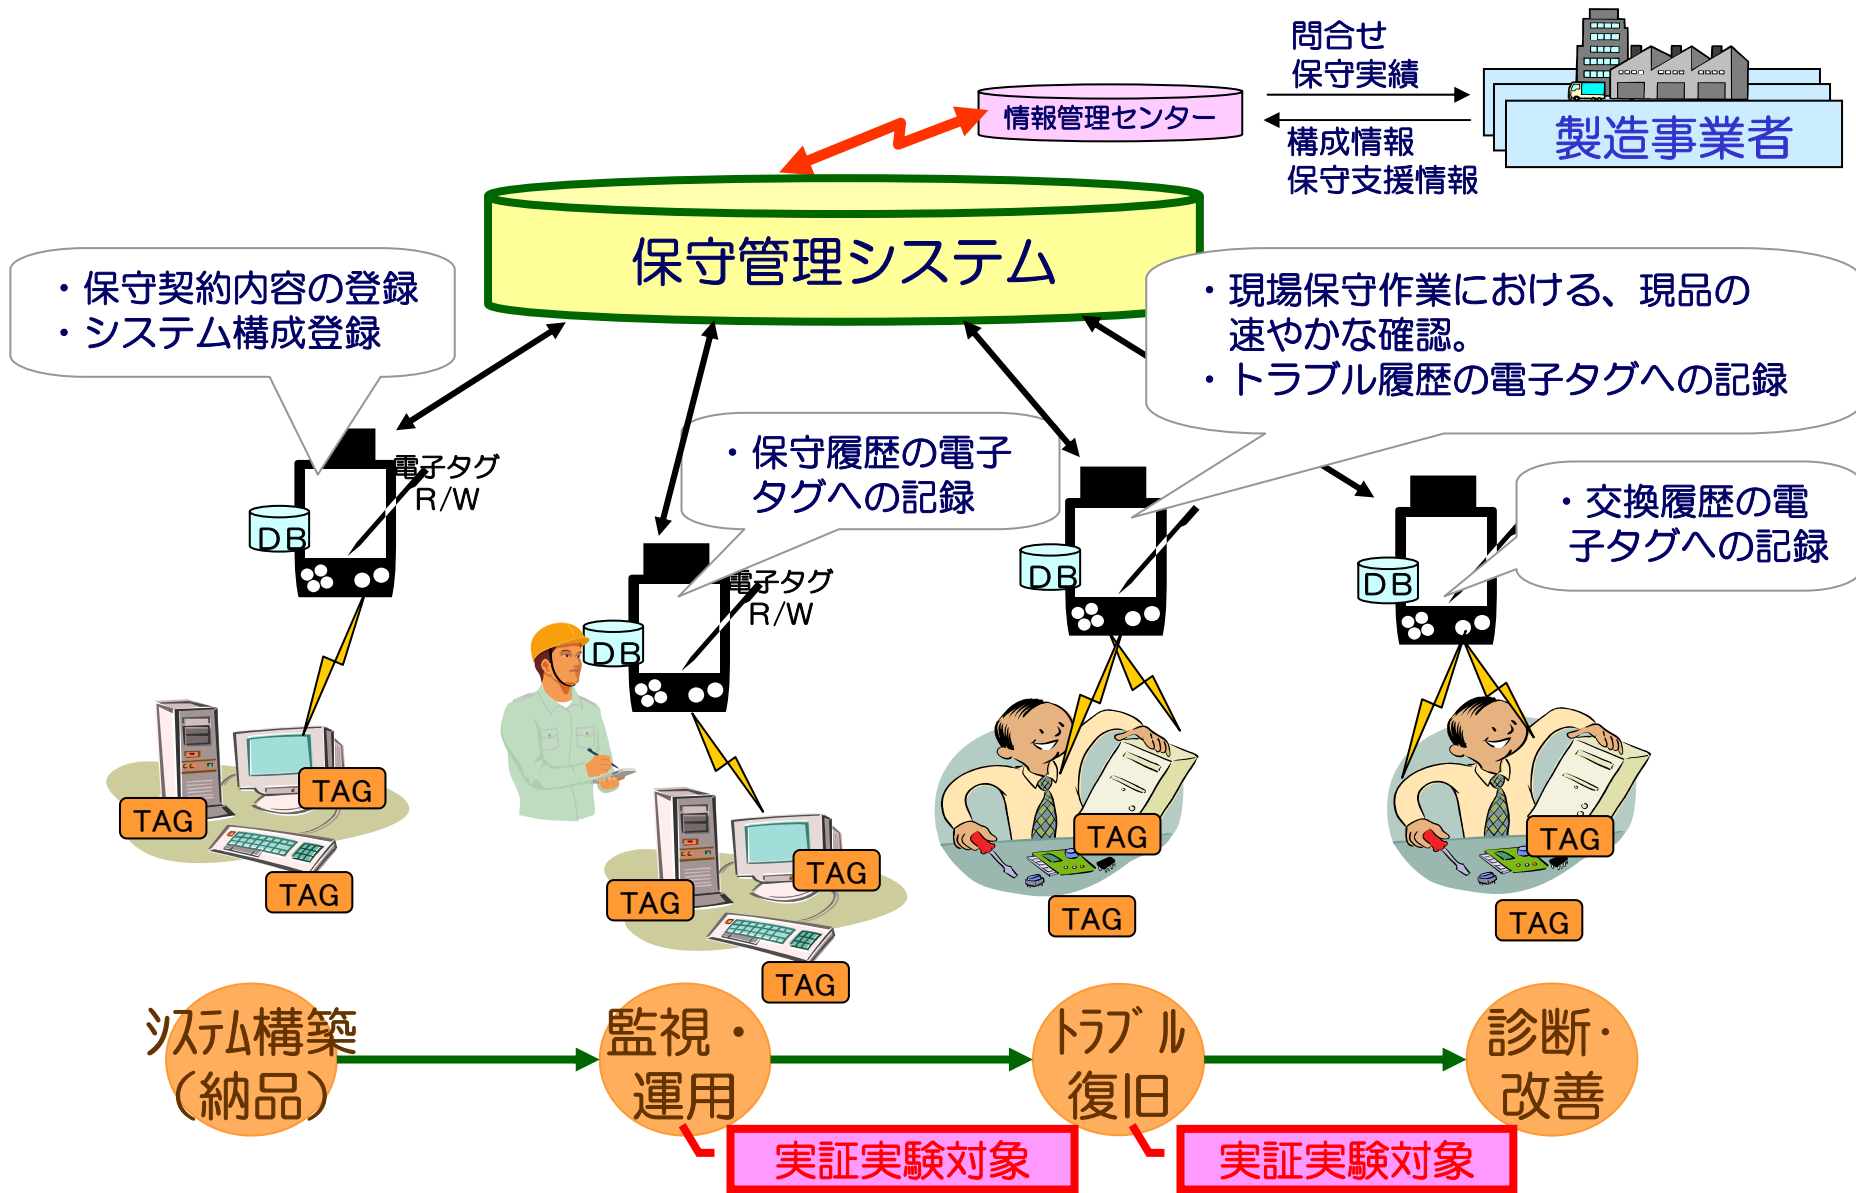 問合せ
保守実績
情報管理センター
製造事業者
構成情報
保守支援情報
保守管理システム
・保守契約内容の登録
・システム構成登録
・現場保守作業における、現品の
速やかな確認。
・トラブル履歴の電子タグへの記録
・保守履歴の電子
タグへの記録
・交換履歴の電
子タグへの記録
電子タグ
R/W
DB
電子タグ
R/W
DB
DB
DB
TAG
TAG
TAG
TAG
TAG
TAG
TAG
TAG
TAG
TAG
ｼｽﾃﾑ構築
(納品)
監視・
運用
ﾄﾗﾌﾞﾙ
復旧
診断･
改善
実証実験対象
実証実験対象